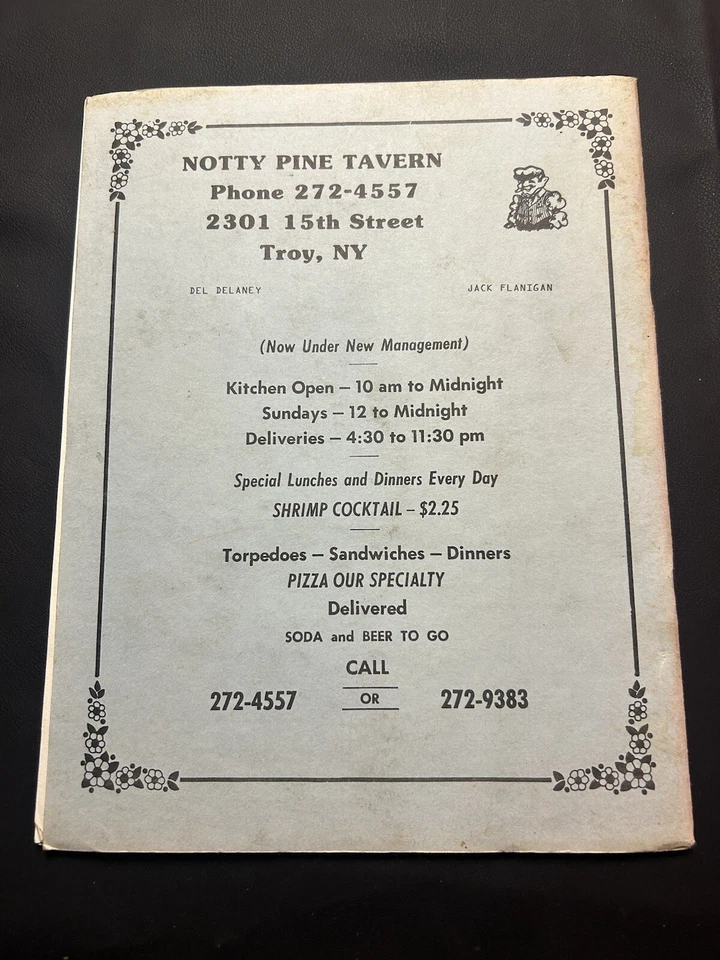 NOTTY PINE TAVERN
Phone 272-4557
2301 15th Street
Troy, NY
DEL DELANEY JACK FLANIGAN
(Now Under New Management)
Kitchen Open – 10 am to Midnight
Sundays – 12 to Midnight
Deliveries – 4:30 to 11:30 pm
Special Lunches and Dinners Every Day
SHRIMP COCKTAIL – $2.25
Torpedoes – Sandwiches – Dinners
PIZZA OUR SPECIALTY
Delivered
SODA and BEER TO GO
CALL
272-4557 OR 272-9383